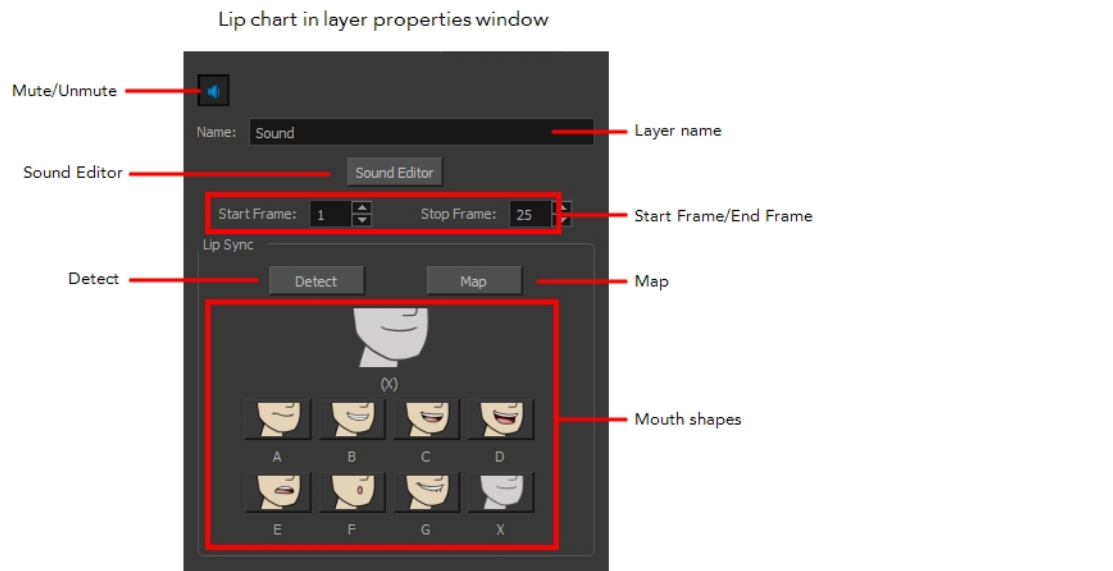 Lip chart in layer properties window
Mute/Unmute
Name: Sound
Layer name
Sound Editor
Sound Editor
Start Frame: 1 Stop Frame: 25
Start Frame/End Frame
Lip Sync
Detect
Detect Map
Map
(X)
Mouth shapes
A B C D
E F G X